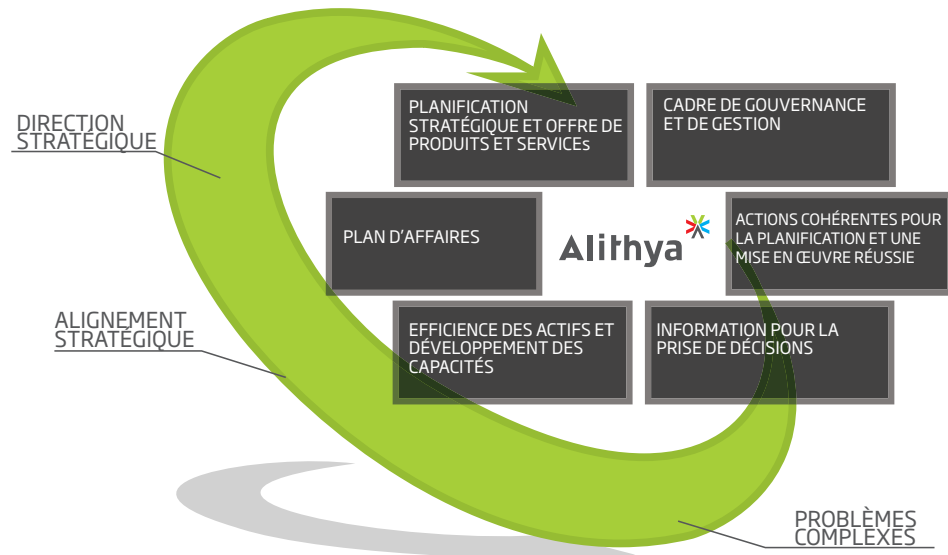 DIRECTION
STRATÉGIQUE
PLANIFICATION
STRATÉGIQUE ET OFFRE DE
PRODUITS ET SERVICEs
CADRE DE GOUVERNANCE
ET DE GESTION
PLAN D'AFFAIRES
Alithya
ACTIONS COHÉRENTES POUR
LA PLANIFICATION ET UNE
MISE EN ŒUVRE RÉUSSIE
ALIGNEMENT
STRATÉGIQUE
EFFICIENCE DES ACTIFS ET
DÉVELOPPEMENT DES
CAPACITÉS
INFORMATION POUR LA
PRISE DE DÉCISIONS
PROBLÈMES
COMPLEXES